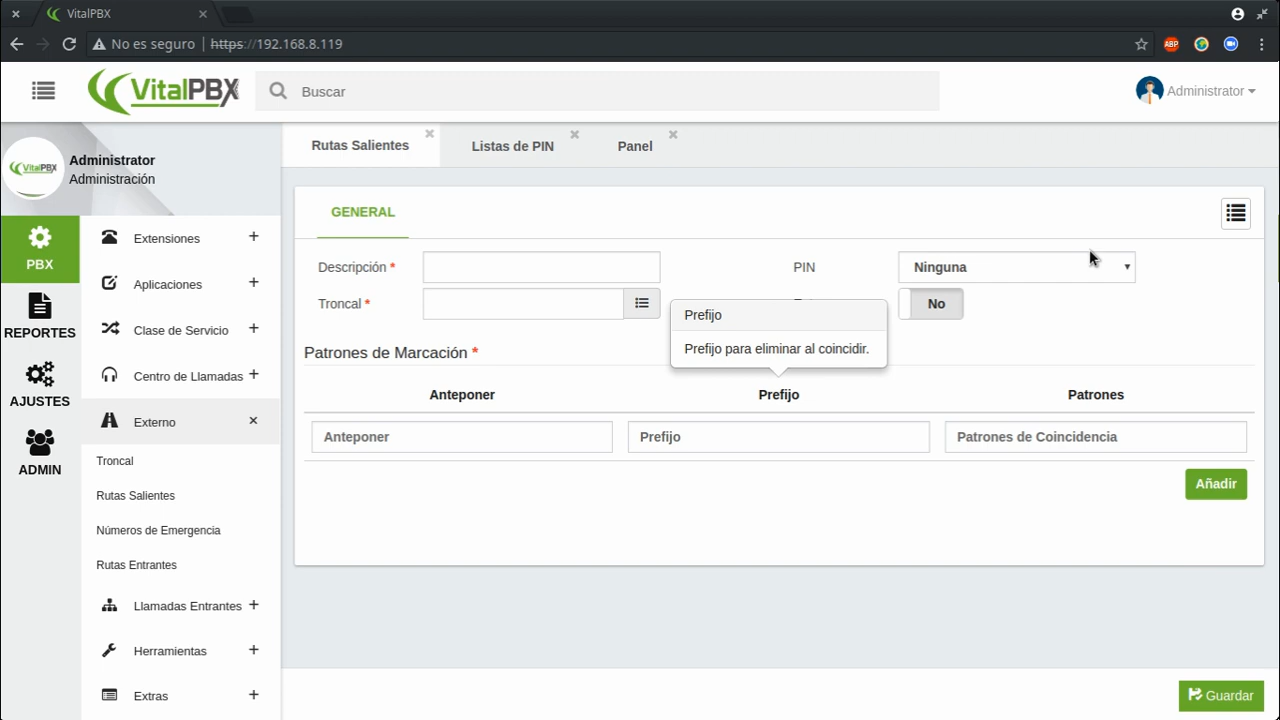 VitalPBX
No es seguro | https://192.168.8.119
ABP
VitalPBX
Buscar
Administrator
VitalPBX
Administrator
Administración
Rutas Salientes
Listas de PIN
Panel
PBX
REPORTES
AJUSTES
ADMIN
Extensiones +
Aplicaciones +
Clase de Servicio +
Centro de Llamadas +
Externo ×
Troncal
Rutas Salientes
Números de Emergencia
Rutas Entrantes
Llamadas Entrantes +
Herramientas +
Extras +
GENERAL
Descripción *
PIN
Ninguna
Troncal *
No
Prefijo
Prefijo para eliminar al coincidir.
Patrones de Marcación *
Anteponer
Prefijo
Patrones
Anteponer
Prefijo
Patrones de Coincidencia
Añadir
Guardar